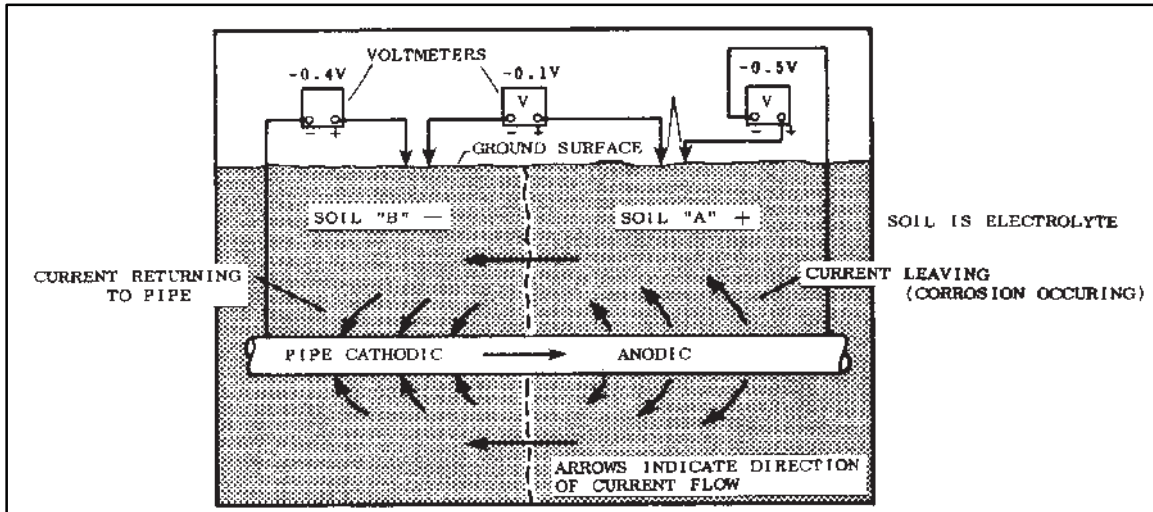 VOLTMETERS
-0.4V
-0.1V
-0.5V
V
V
- +
- +
- +
GROUND SURFACE
SOIL "B" -
SOIL "A" +
SOIL IS ELECTROLYTE
CURRENT RETURNING
TO PIPE
CURRENT LEAVING
(CORROSION OCCURING)
PIPE CATHODIC
ANODIC
ARROWS INDICATE DIRECTION
OF CURRENT FLOW